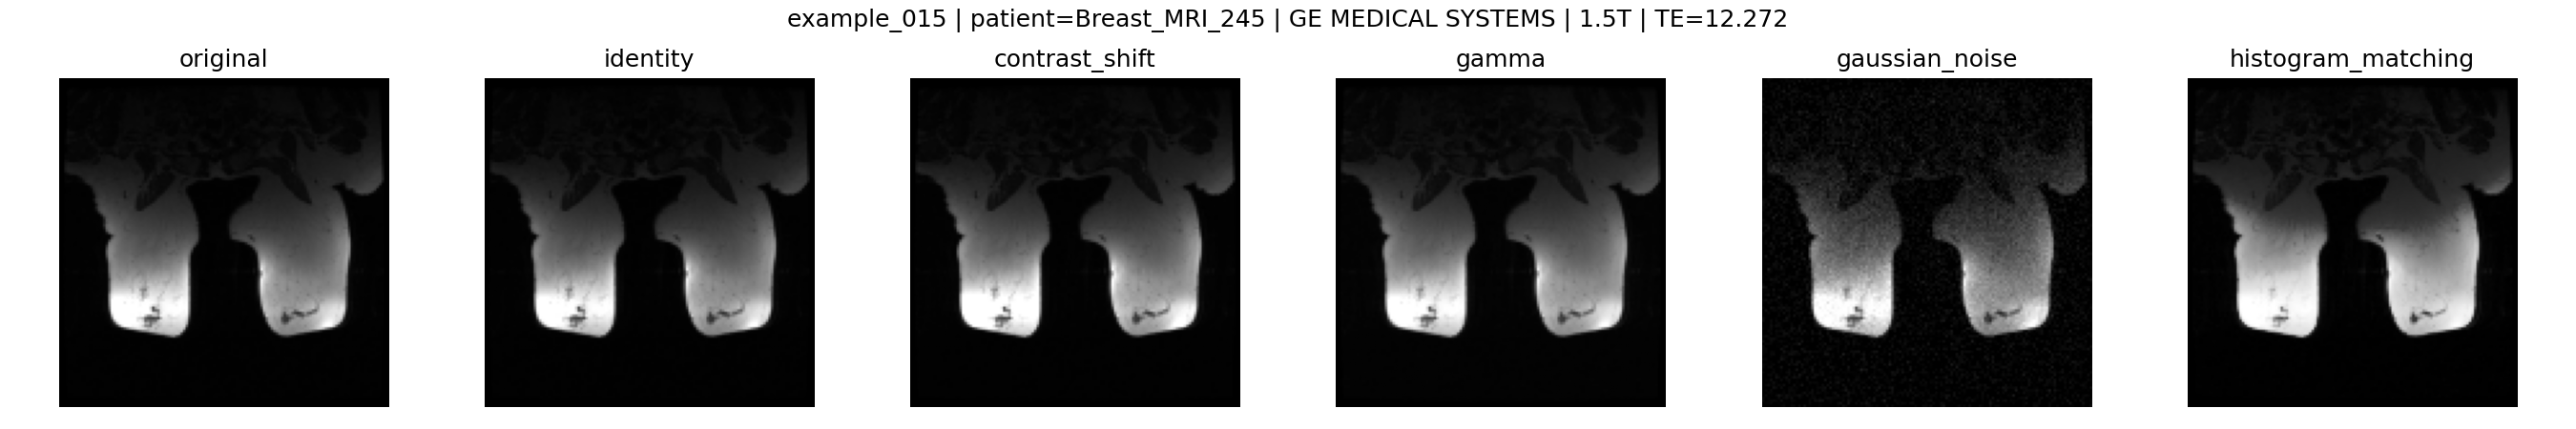 example_015 | patient=Breast_MRI_245 | GE MEDICAL SYSTEMS | 1.5T | TE=12.272
original
identity
contrast_shift
gamma
gaussian_noise
histogram_matching